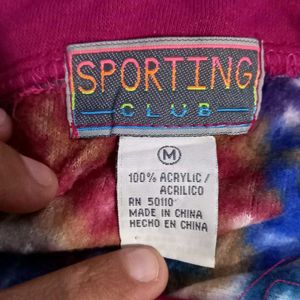 SPORTING
CLUB
M
100% ACRYLIC/
ACRILICO
RN 50110
MADE IN CHINA
HECHO EN CHINA